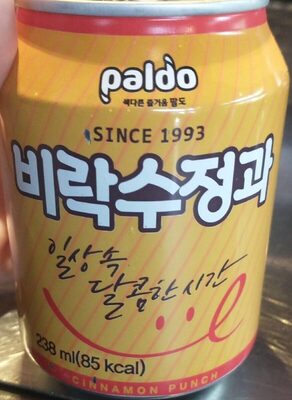 paldo
색다른 즐거움 팔도
SINCE 1993
비락수정과
일상 속
달콤한 시간
238 ml(85 kcal)
CINNAMON PUNCH